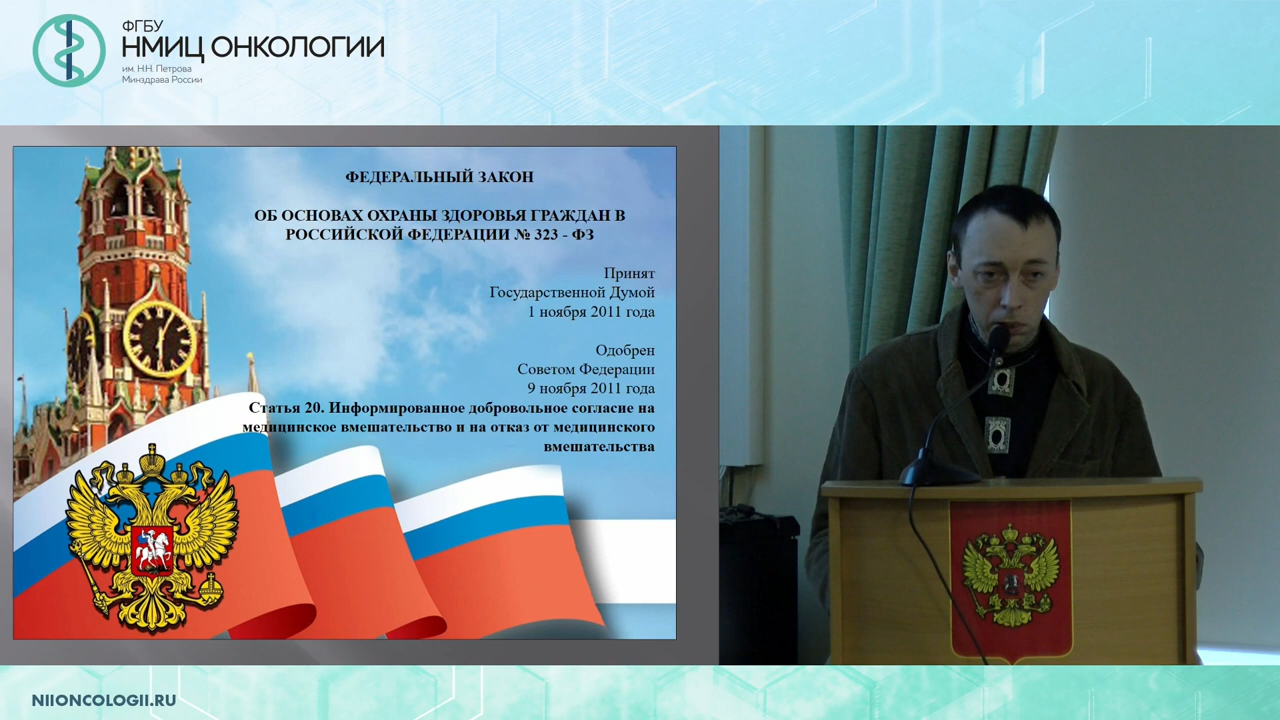 ФГБУ
НМИЦ ОНКОЛОГИИ
им. Н.Н. Петрова
Минздрава России
ФЕДЕРАЛЬНЫЙ ЗАКОН
ОБ ОСНОВАХ ОХРАНЫ ЗДОРОВЬЯ ГРАЖДАН В
РОССИЙСКОЙ ФЕДЕРАЦИИ № 323 - ФЗ
Принят
Государственной Думой
1 ноября 2011 года
Одобрен
Советом Федерации
9 ноября 2011 года
Статья 20. Информированное добровольное согласие на
медицинское вмешательство и на отказ от медицинского
вмешательства
NIIONCOLOGII.RU